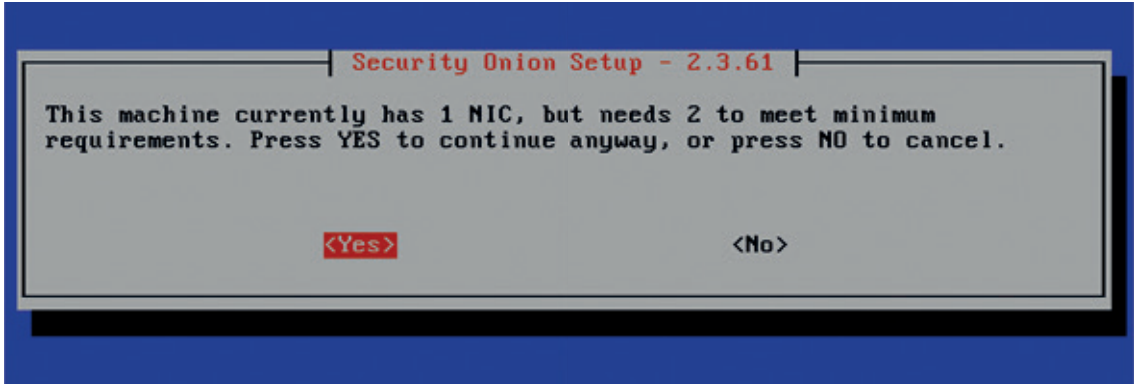 Security Onion Setup - 2.3.61
This machine currently has 1 NIC, but needs 2 to meet minimum
requirements. Press YES to continue anyway, or press NO to cancel.
<Yes> <No>